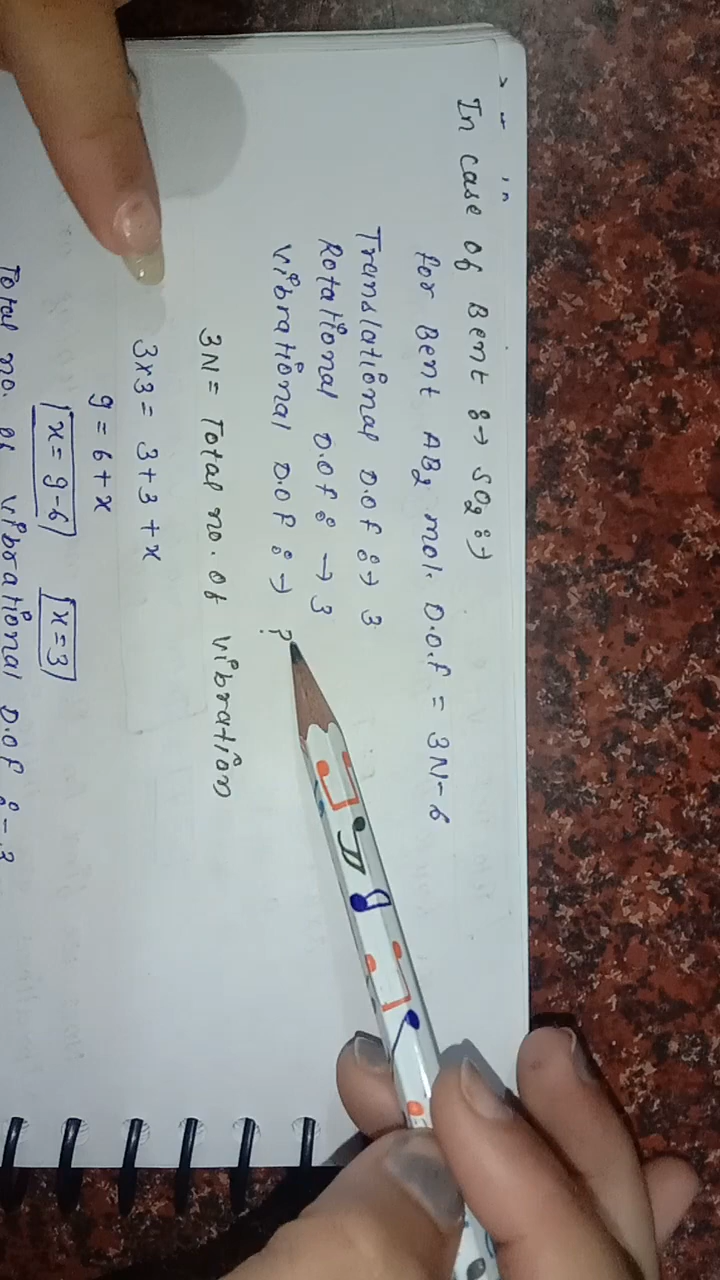 In case of Bent :→ SO2 :→
for Bent AB2 mol. D.O.F = 3N-6
Translational D.O.F :→ 3
Rotational D.O.F : → 3
Vibrational D.O.F :→ ?
3N = Total no. of vibration
3x3 = 3+3+x
9 = 6+x
x = 9-6 x = 3
Total no. of vibrational D.O.F :- 3